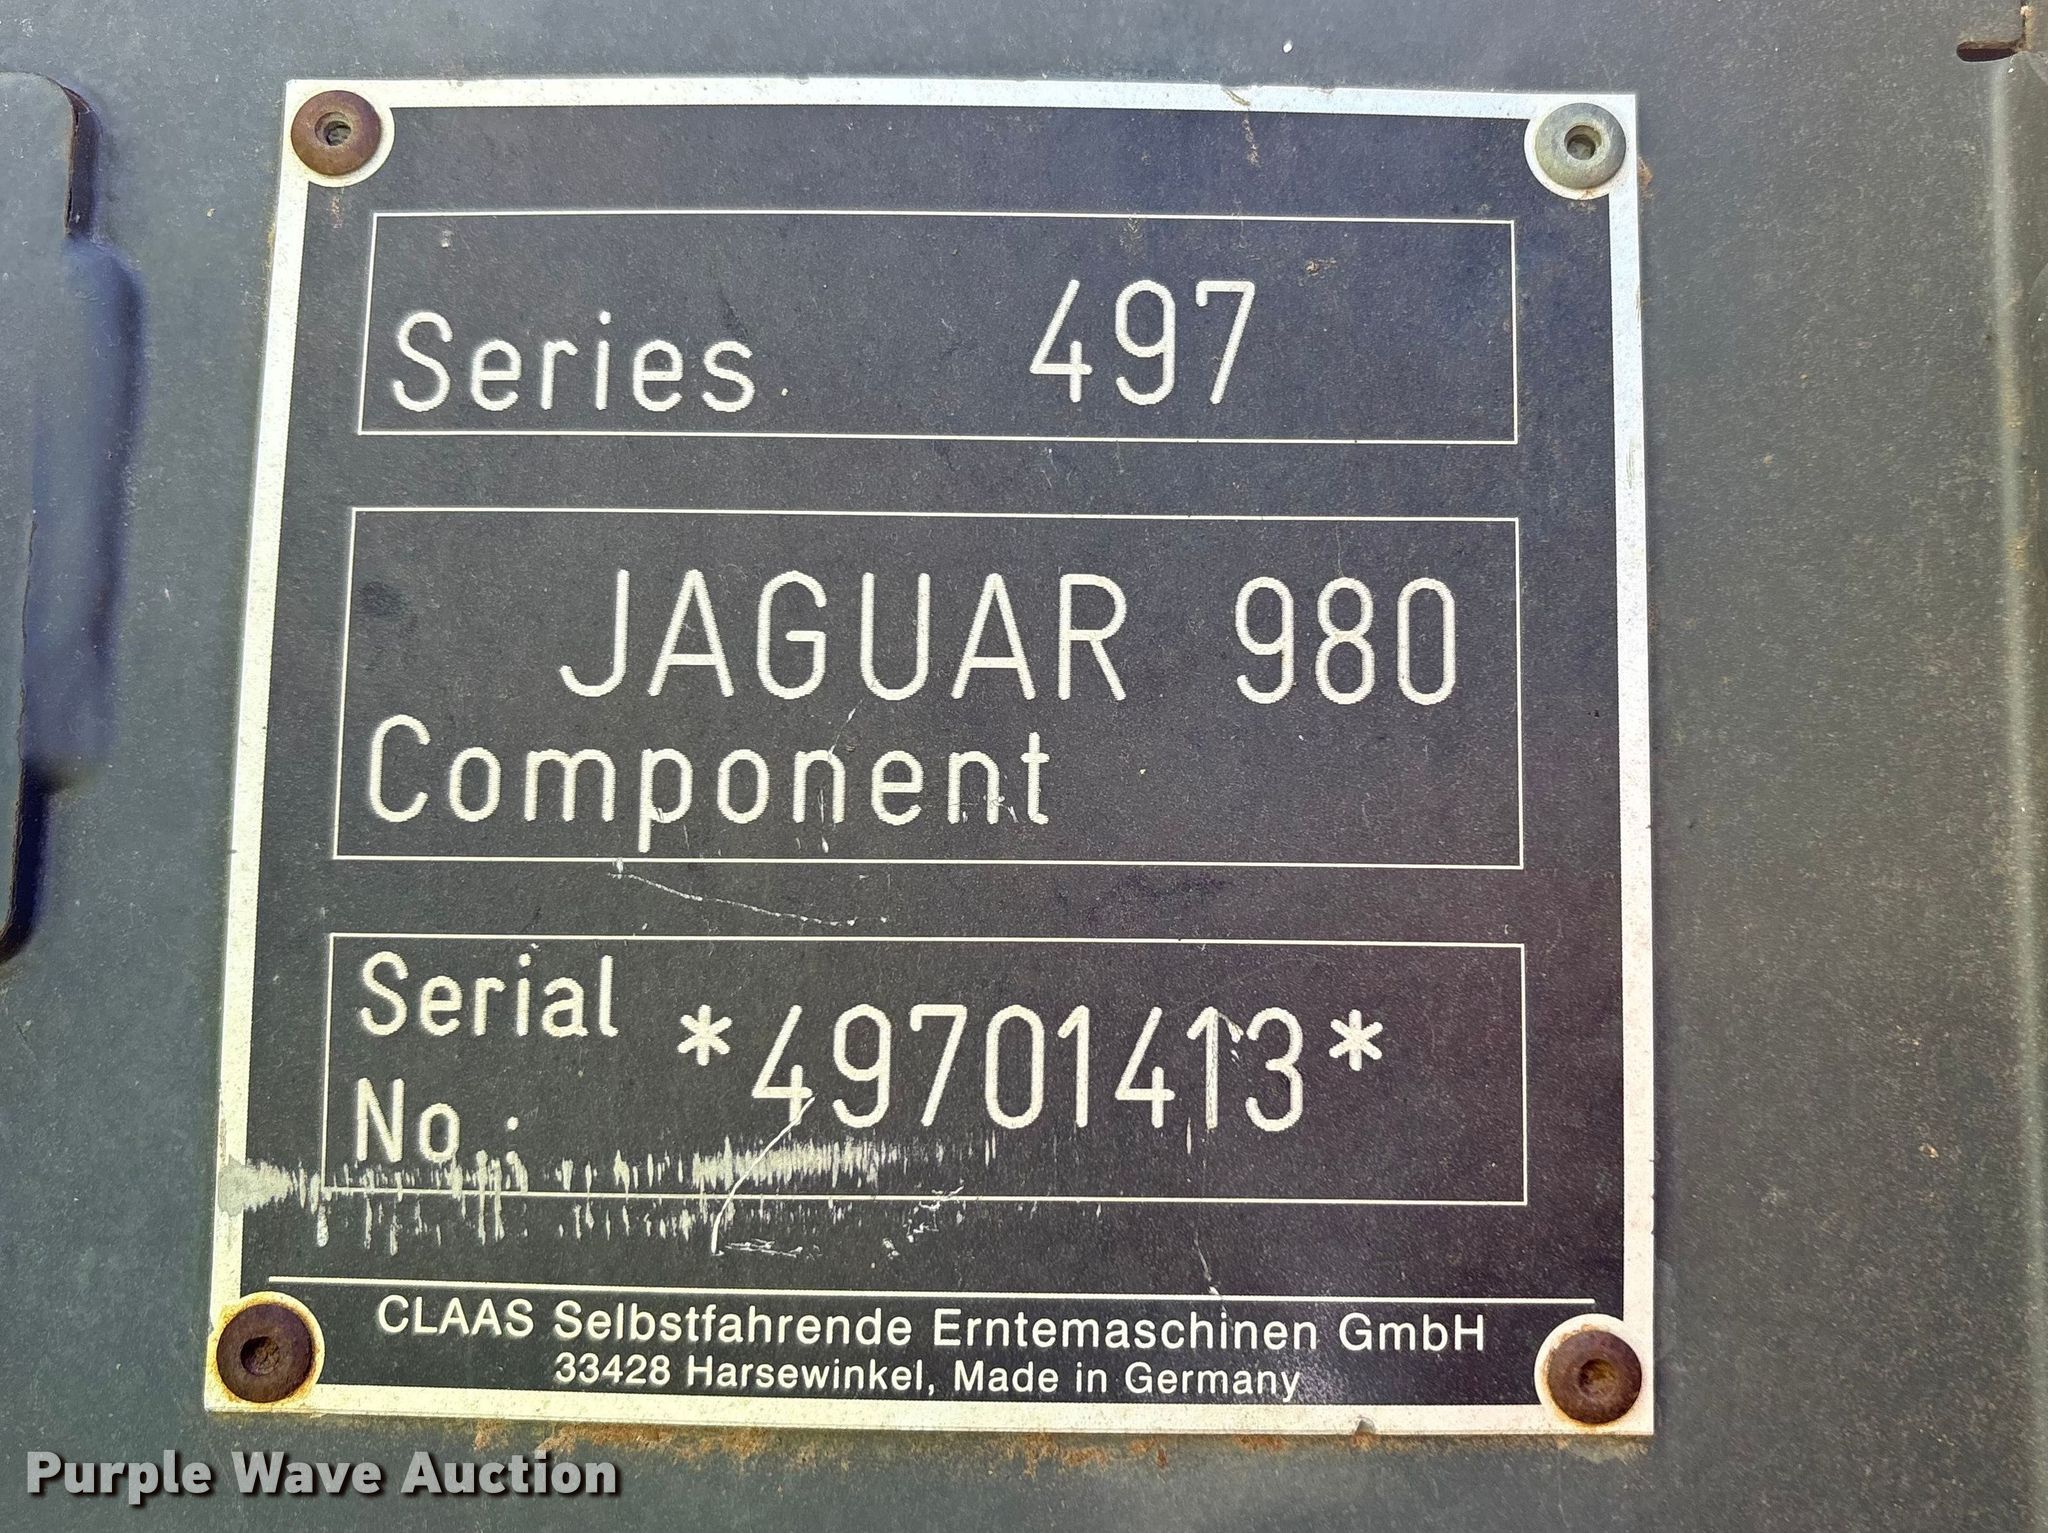 Series 497
JAGUAR 980
Component
Serial
No.: *49701413*
CLAAS Selbstfahrende Erntemaschinen GmbH
33428 Harsewinkel, Made in Germany
Purple Wave Auction